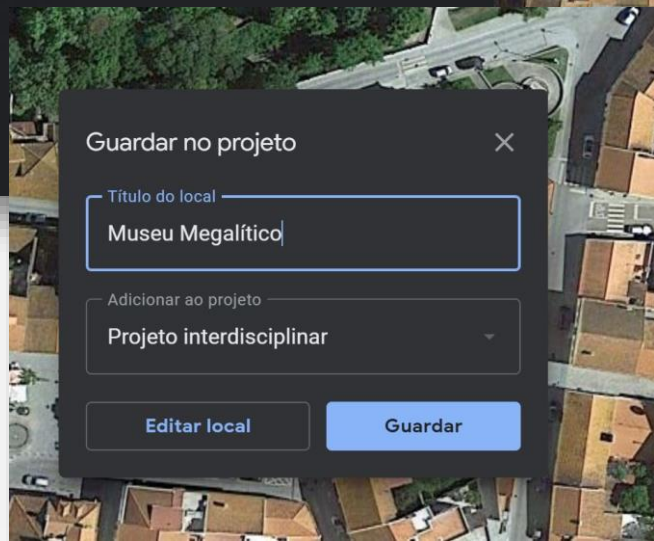 Guardar no projeto
Título do local
Museu Megalítico
Adicionar ao projeto
Projeto interdisciplinar
Editar local
Guardar